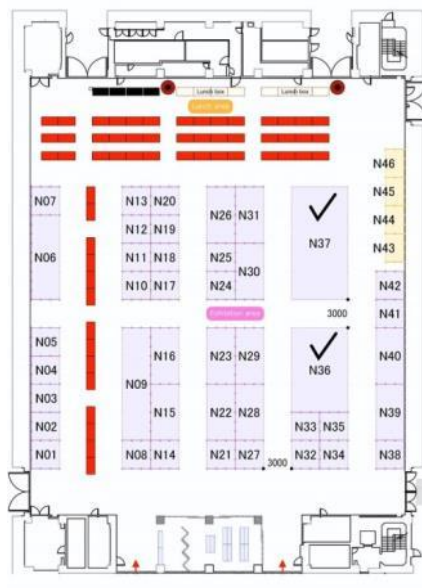 Lunch box Lunch box
Lunch area
N46
N07 N13 N20 N45
N26 N31
N12 N19 N44
N37
N06 N11 N18 N25 N43
N30
N10 N17 N24 N42
Exhibition area 3000 N41
N05 N16 N23 N29 N40
N04 N36
N09
N03 N15 N22 N28 N39
N02 N33 N35
N01 N08 N14 N21 N27 N32 N34 N38
3000